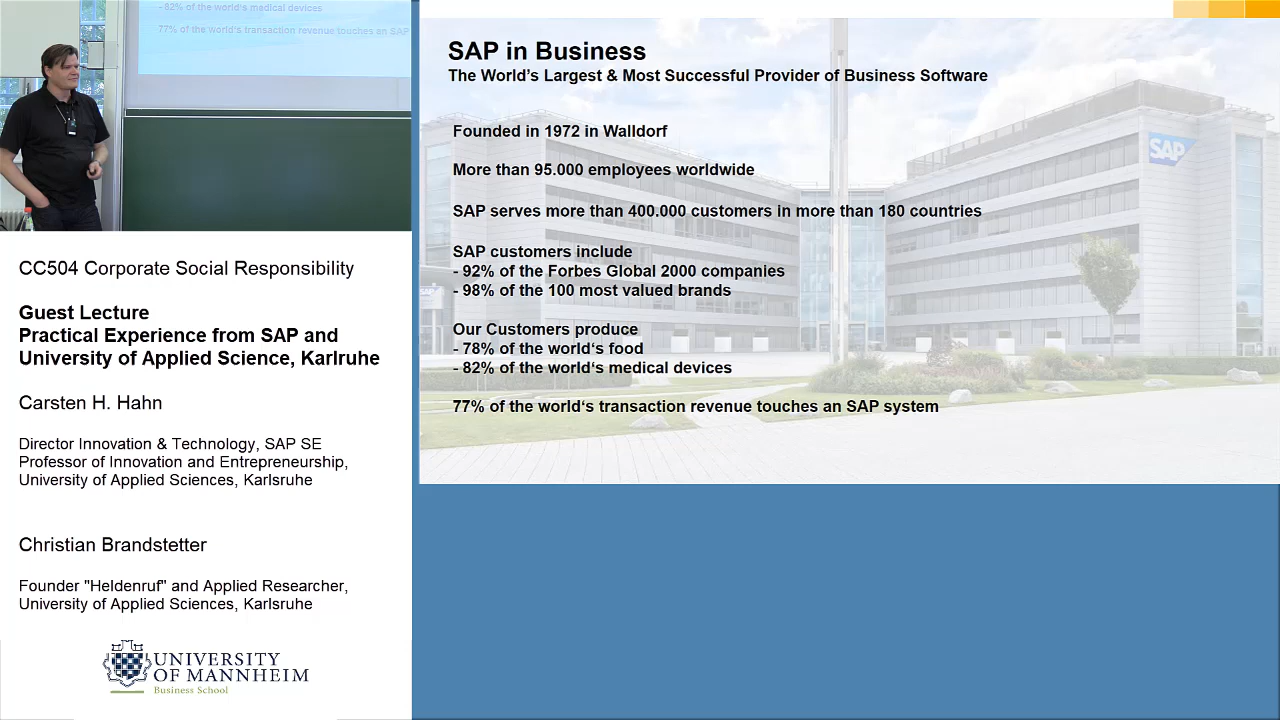 - 82% of the world's medical devices
77% of the world's transaction revenue touches an SAP
CC504 Corporate Social Responsibility
Guest Lecture
Practical Experience from SAP and
University of Applied Science, Karlsruhe
Carsten H. Hahn
Director Innovation & Technology, SAP SE
Professor of Innovation and Entrepreneurship,
University of Applied Sciences, Karlsruhe
Christian Brandstetter
Founder "Heldenruf" and Applied Researcher,
University of Applied Sciences, Karlsruhe
UNIVERSITY
OF MANNHEIM
Business School
SAP in Business
The World's Largest & Most Successful Provider of Business Software
Founded in 1972 in Walldorf
More than 95.000 employees worldwide
SAP serves more than 400.000 customers in more than 180 countries
SAP customers include
- 92% of the Forbes Global 2000 companies
- 98% of the 100 most valued brands
Our Customers produce
- 78% of the world‘s food
- 82% of the world‘s medical devices
77% of the world‘s transaction revenue touches an SAP system
SAP